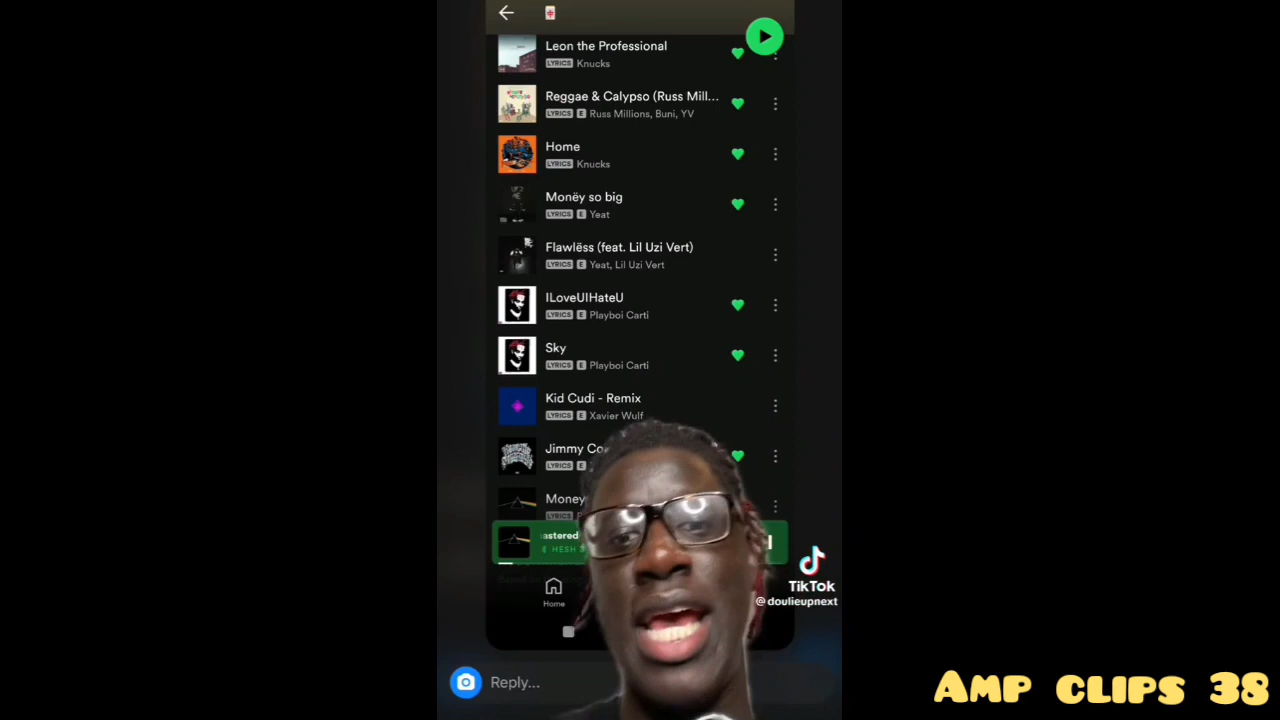 Leon the Professional
LYRICS Knucks
Reggae & Calypso (Russ Mill...
LYRICS E Russ Millions, Buni, YV
Home
LYRICS Knucks
Monëy so big
LYRICS E Yeat
Flawlëss (feat. Lil Uzi Vert)
LYRICS E Yeat, Lil Uzi Vert
ILoveUIHateU
LYRICS E Playboi Carti
Sky
LYRICS E Playboi Carti
Kid Cudi - Remix
LYRICS E Xavier Wulf
Jimmy Co
LYRICS E
Money
LYRICS
astered
HESH
Home
TikTok
@doulieupnext
Reply...
Amp clips 38